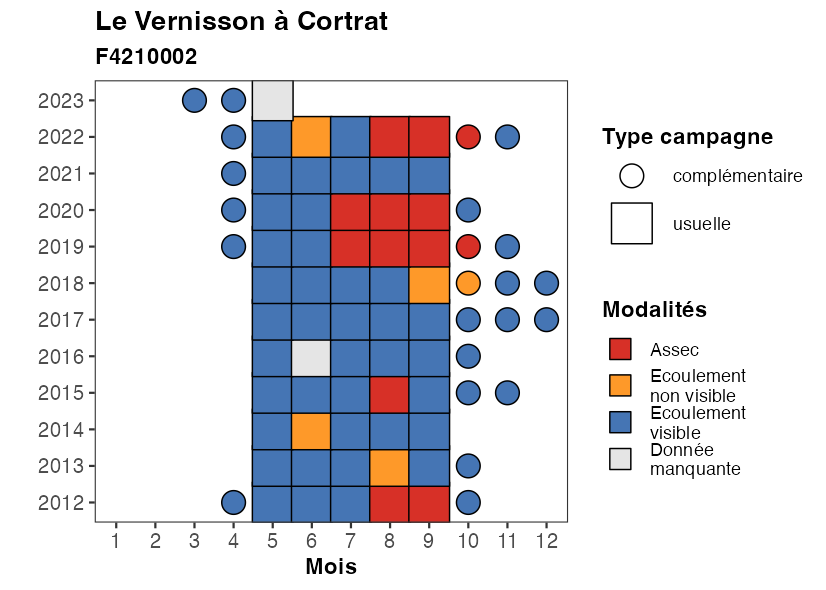 Le Vernisson à Cortrat
F4210002
2023
2022
2021
2020
2019
2018
2017
2016
2015
2014
2013
2012
1 2 3 4 5 6 7 8 9 10 11 12
Mois
Type campagne
complémentaire
usuelle
Modalités
Assec
Ecoulement
non visible
Ecoulement
visible
Donnée
manquante